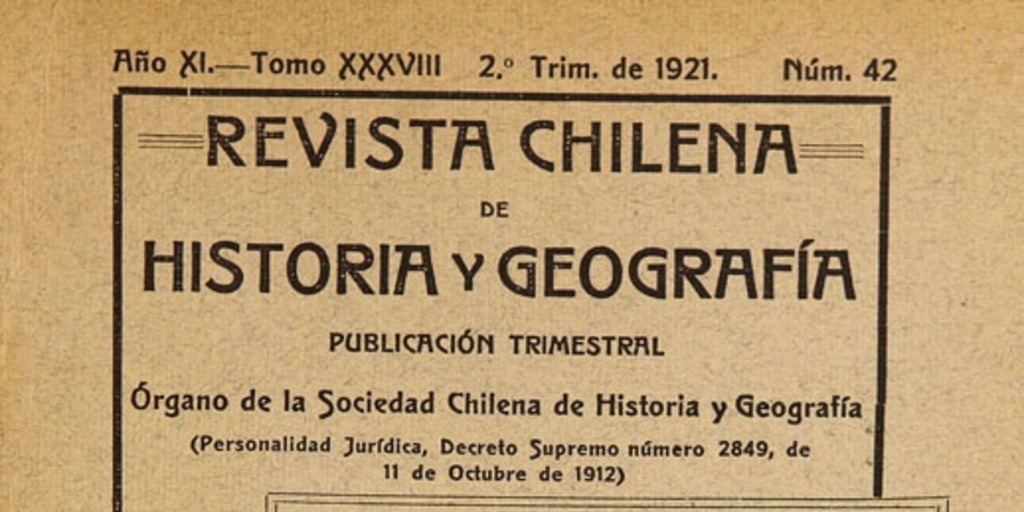 Año XI.—Tomo XXXVIII 2.º Trim. de 1921. Núm. 42
REVISTA CHILENA
DE
HISTORIA Y GEOGRAFÍA
PUBLICACIÓN TRIMESTRAL
Órgano de la Sociedad Chilena de Historia y Geografía
(Personalidad Jurídica, Decreto Supremo número 2849, de
11 de Octubre de 1912)